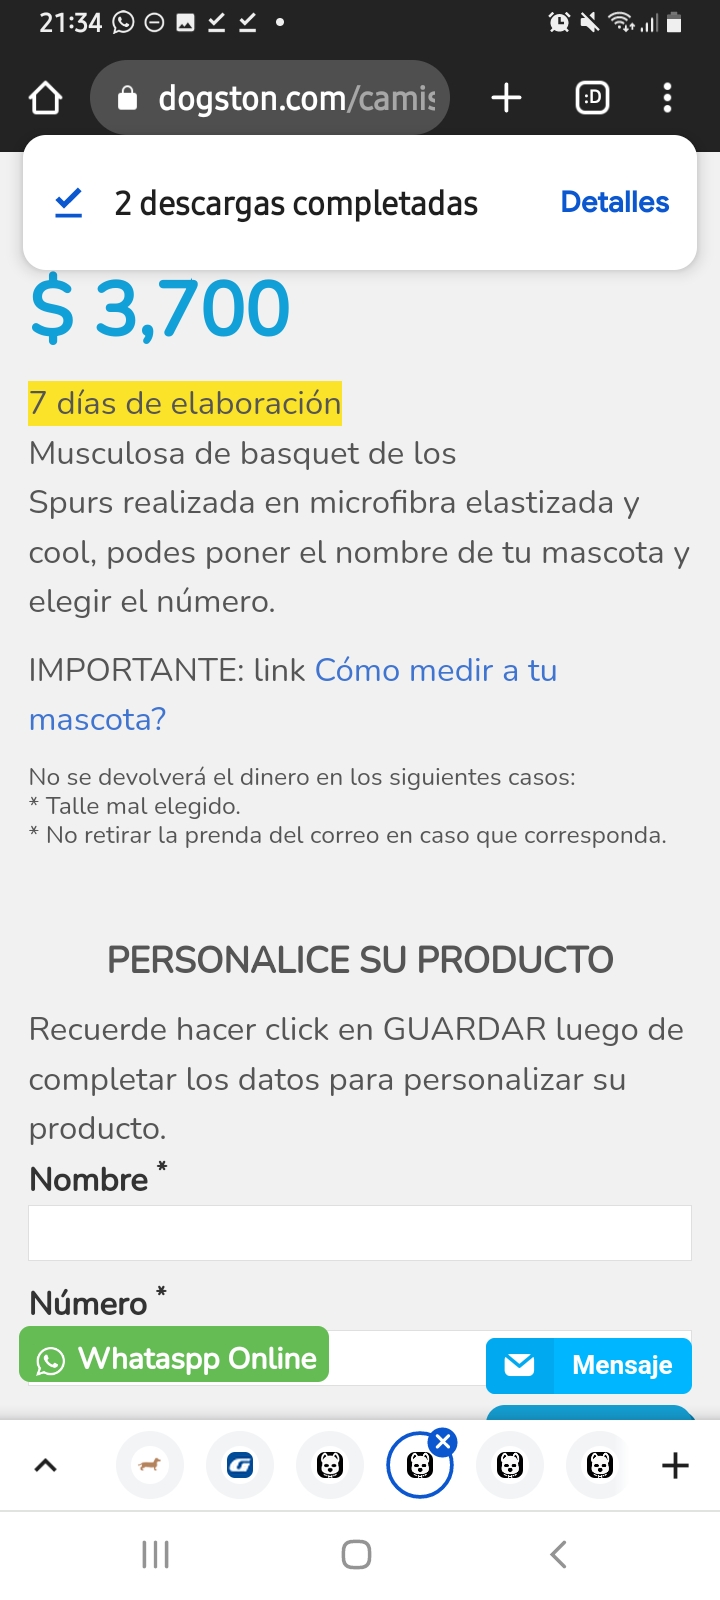 21:34
dogston.com/camis
:D
2 descargas completadas
Detalles
$ 3,700
7 días de elaboración
Musculosa de basquet de los
Spurs realizada en microfibra elastizada y
cool, podes poner el nombre de tu mascota y
elegir el número.
IMPORTANTE: link Cómo medir a tu
mascota?
No se devolverá el dinero en los siguientes casos:
* Talle mal elegido.
* No retirar la prenda del correo en caso que corresponda.
PERSONALICE SU PRODUCTO
Recuerde hacer click en GUARDAR luego de
completar los datos para personalizar su
producto.
Nombre *
Número *
Whataspp Online
Mensaje